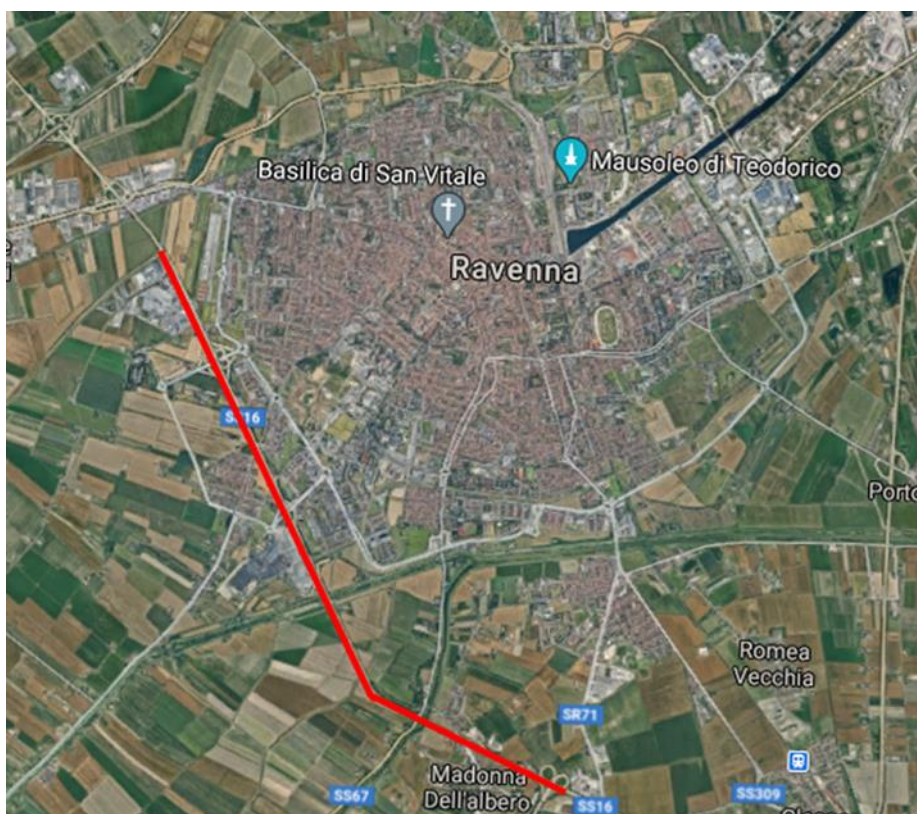 Basilica di San Vitale
Mausoleo di Teodorico
Ravenna
SS16
Porto
Romea
Vecchia
SR71
Madonna
Dell'albero
SS67
SS16
SS309